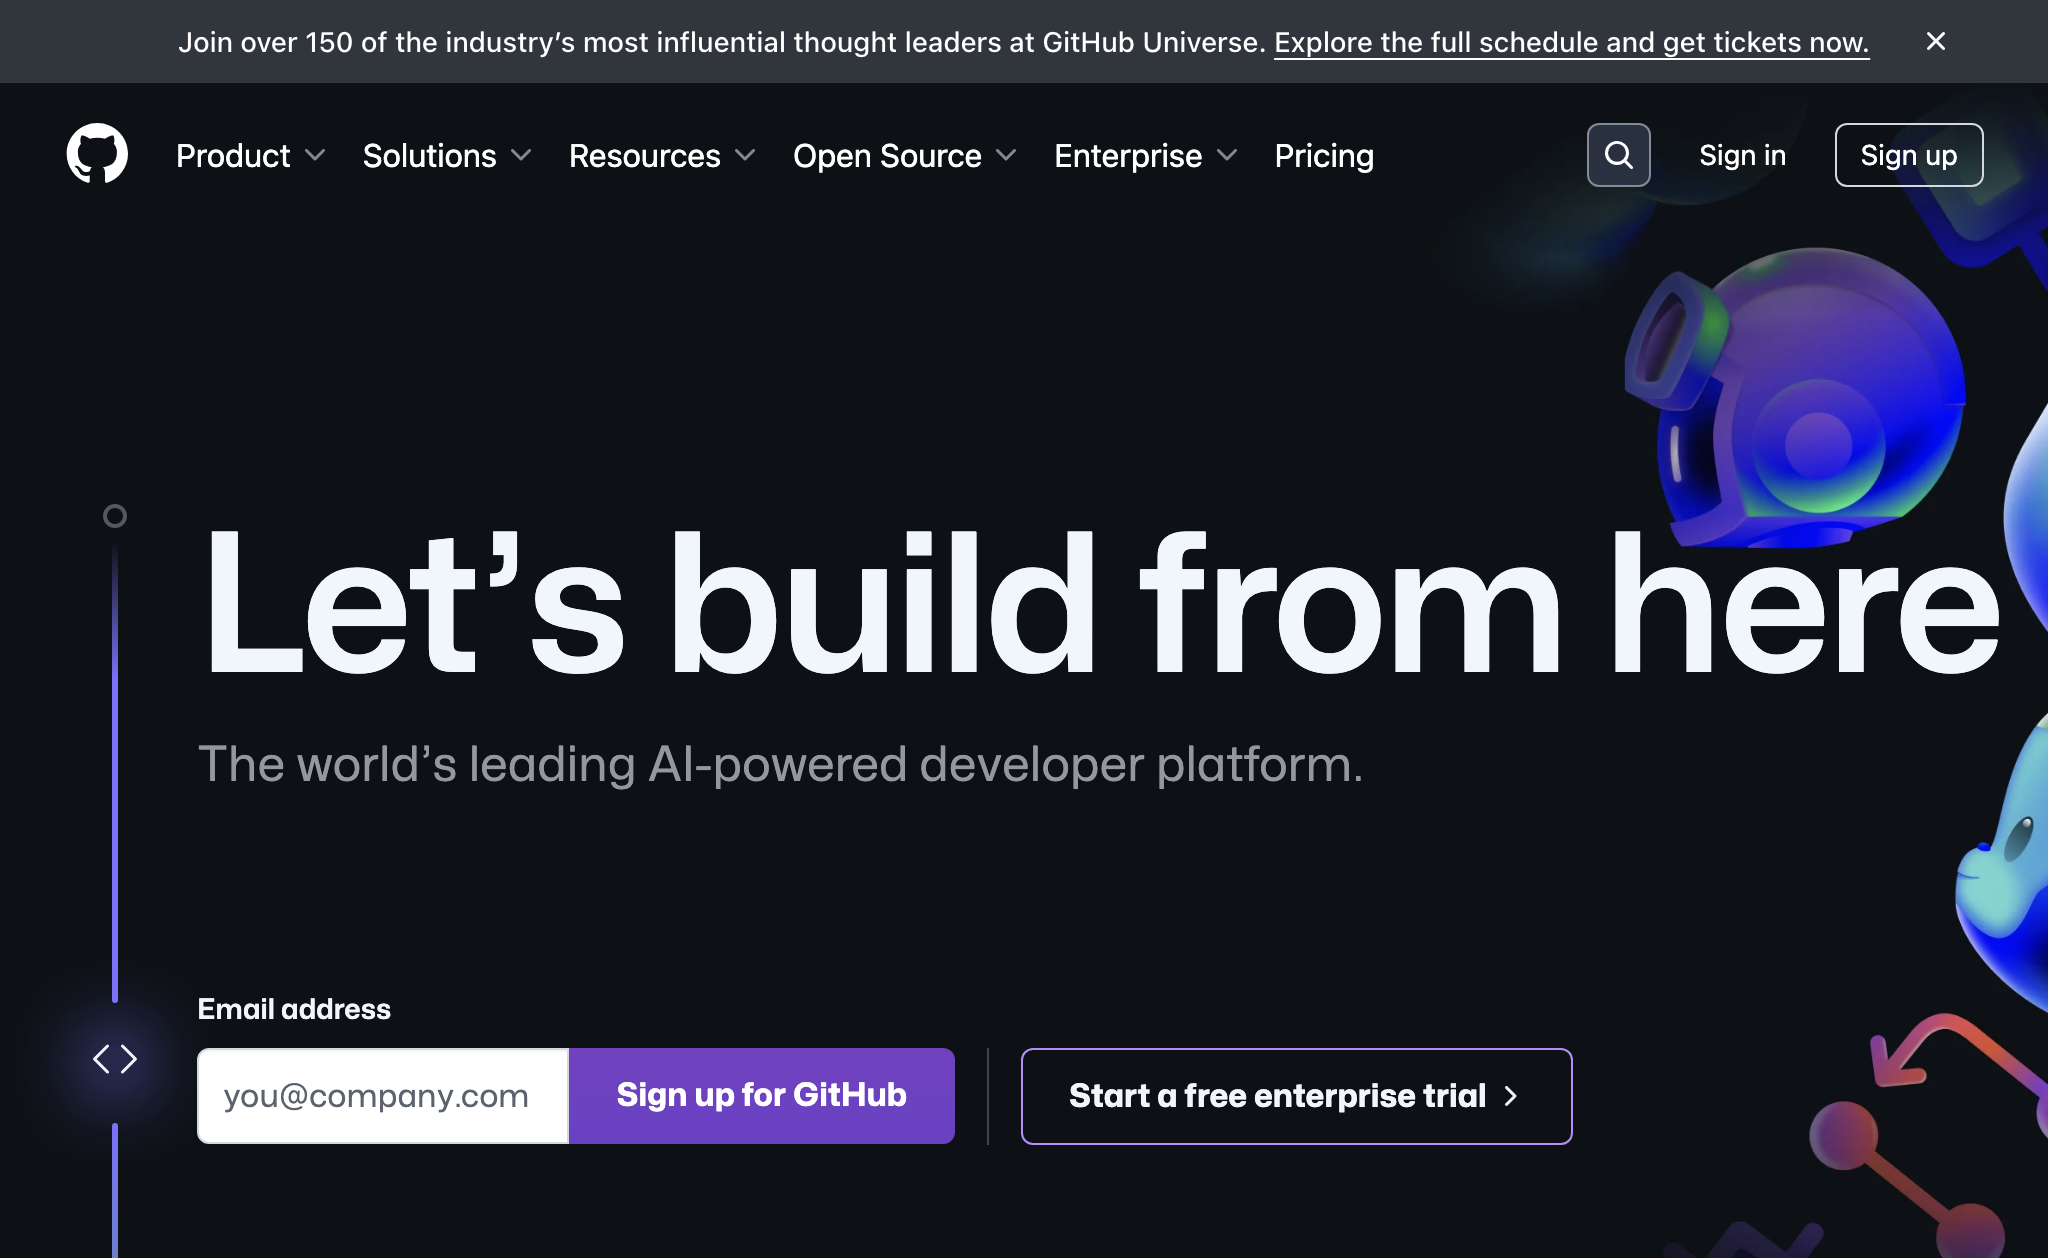 Join over 150 of the industry’s most influential thought leaders at GitHub Universe. Explore the full schedule and get tickets now.
Product Solutions Resources Open Source Enterprise Pricing Sign in Sign up
Let’s build from here
The world’s leading AI-powered developer platform.
Email address
you@company.com Sign up for GitHub Start a free enterprise trial